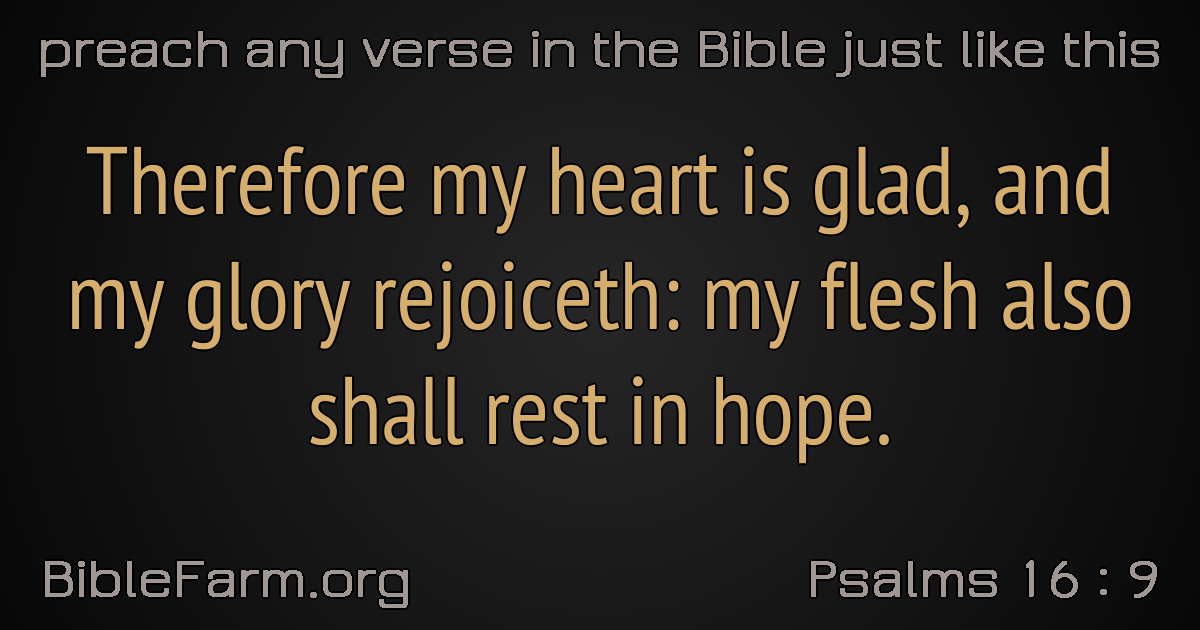 preach any verse in the Bible just like this
Therefore my heart is glad, and
my glory rejoiceth: my flesh also
shall rest in hope.
BibleFarm.org
Psalms 16 : 9